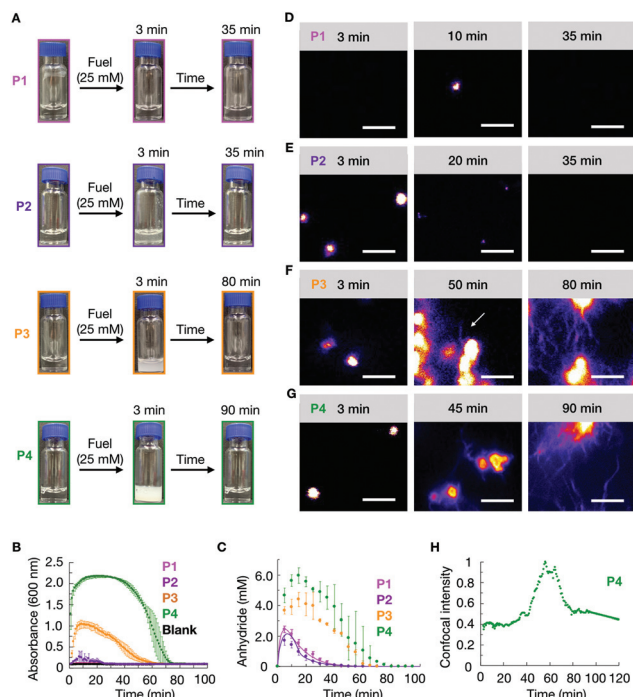 A
3 min 35 min
P1 Fuel (25 mM) Time
3 min 35 min
P2 Fuel (25 mM) Time
3 min 80 min
P3 Fuel (25 mM) Time
3 min 90 min
P4 Fuel (25 mM) Time
D
P1 3 min 10 min 35 min
E
P2 3 min 20 min 35 min
F
P3 3 min 50 min 80 min
G
P4 3 min 45 min 90 min
B
Absorbance (600 nm)
2.5
2.0
1.5
1.0
0.5
0
0 20 40 60 80 100
Time (min)
P1
P2
P3
P4
Blank
C
Anhydride (mM)
6.0
4.0
2.0
0
0 20 40 60 80 100
Time (min)
P1
P2
P3
P4
H
Confocal intensity
1
0.8
0.6
0.4
0.2
0
0 20 40 60 80 100 120
Time (min)
P4